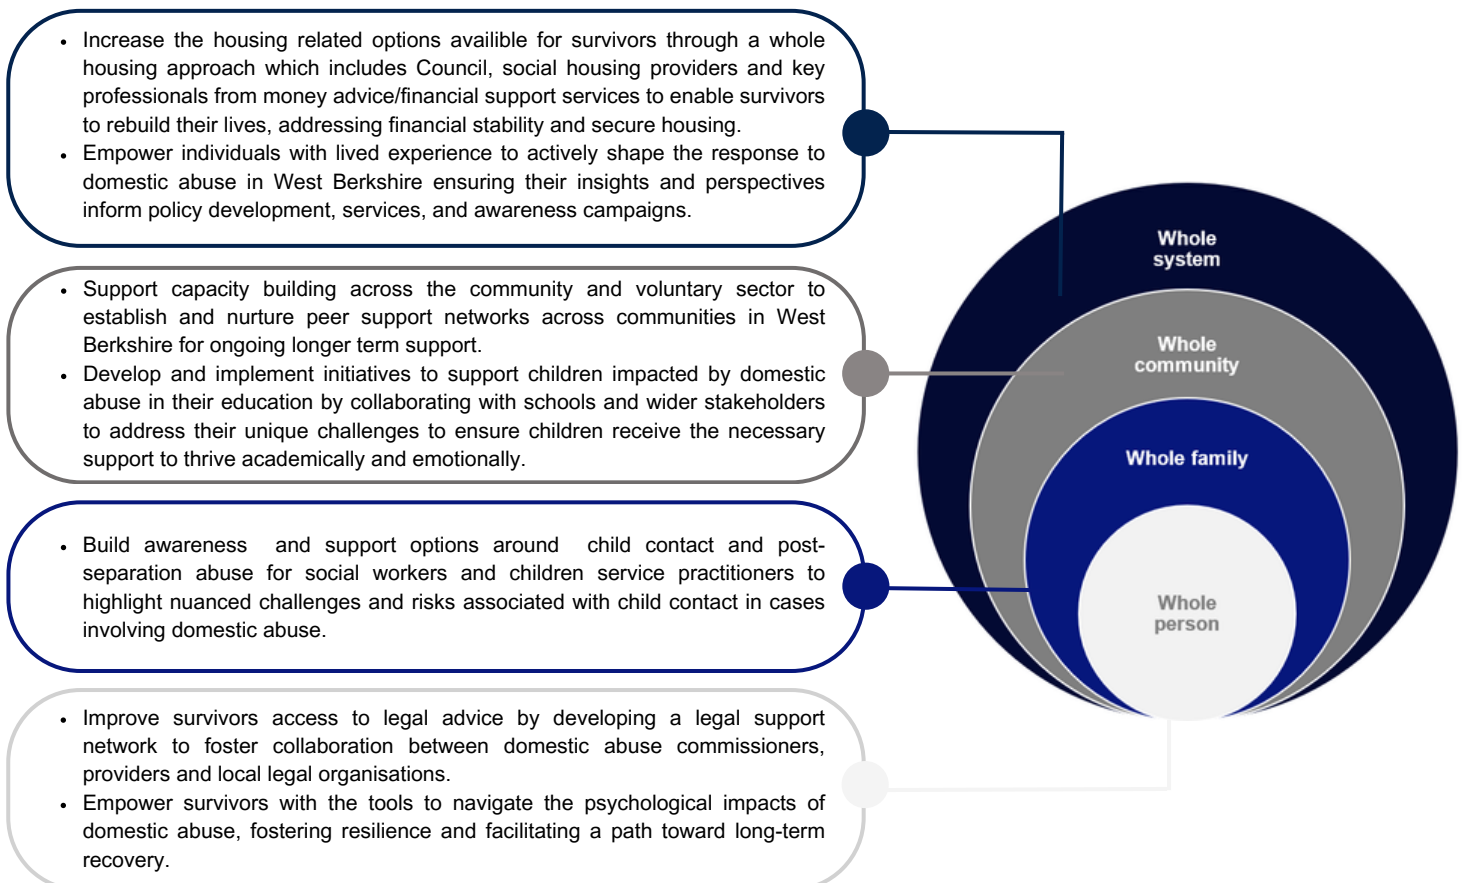 • Increase the housing related options availible for survivors through a whole
housing approach which includes Council, social housing providers and key
professionals from money advice/financial support services to enable survivors
to rebuild their lives, addressing financial stability and secure housing.
• Empower individuals with lived experience to actively shape the response to
domestic abuse in West Berkshire ensuring their insights and perspectives
inform policy development, services, and awareness campaigns.
• Support capacity building across the community and voluntary sector to
establish and nurture peer support networks across communities in West
Berkshire for ongoing longer term support.
• Develop and implement initiatives to support children impacted by domestic
abuse in their education by collaborating with schools and wider stakeholders
to address their unique challenges to ensure children receive the necessary
support to thrive academically and emotionally.
• Build awareness and support options around child contact and post-
separation abuse for social workers and children service practitioners to
highlight nuanced challenges and risks associated with child contact in cases
involving domestic abuse.
• Improve survivors access to legal advice by developing a legal support
network to foster collaboration between domestic abuse commissioners,
providers and local legal organisations.
• Empower survivors with the tools to navigate the psychological impacts of
domestic abuse, fostering resilience and facilitating a path toward long-term
recovery.
Whole
system
Whole
community
Whole family
Whole
person